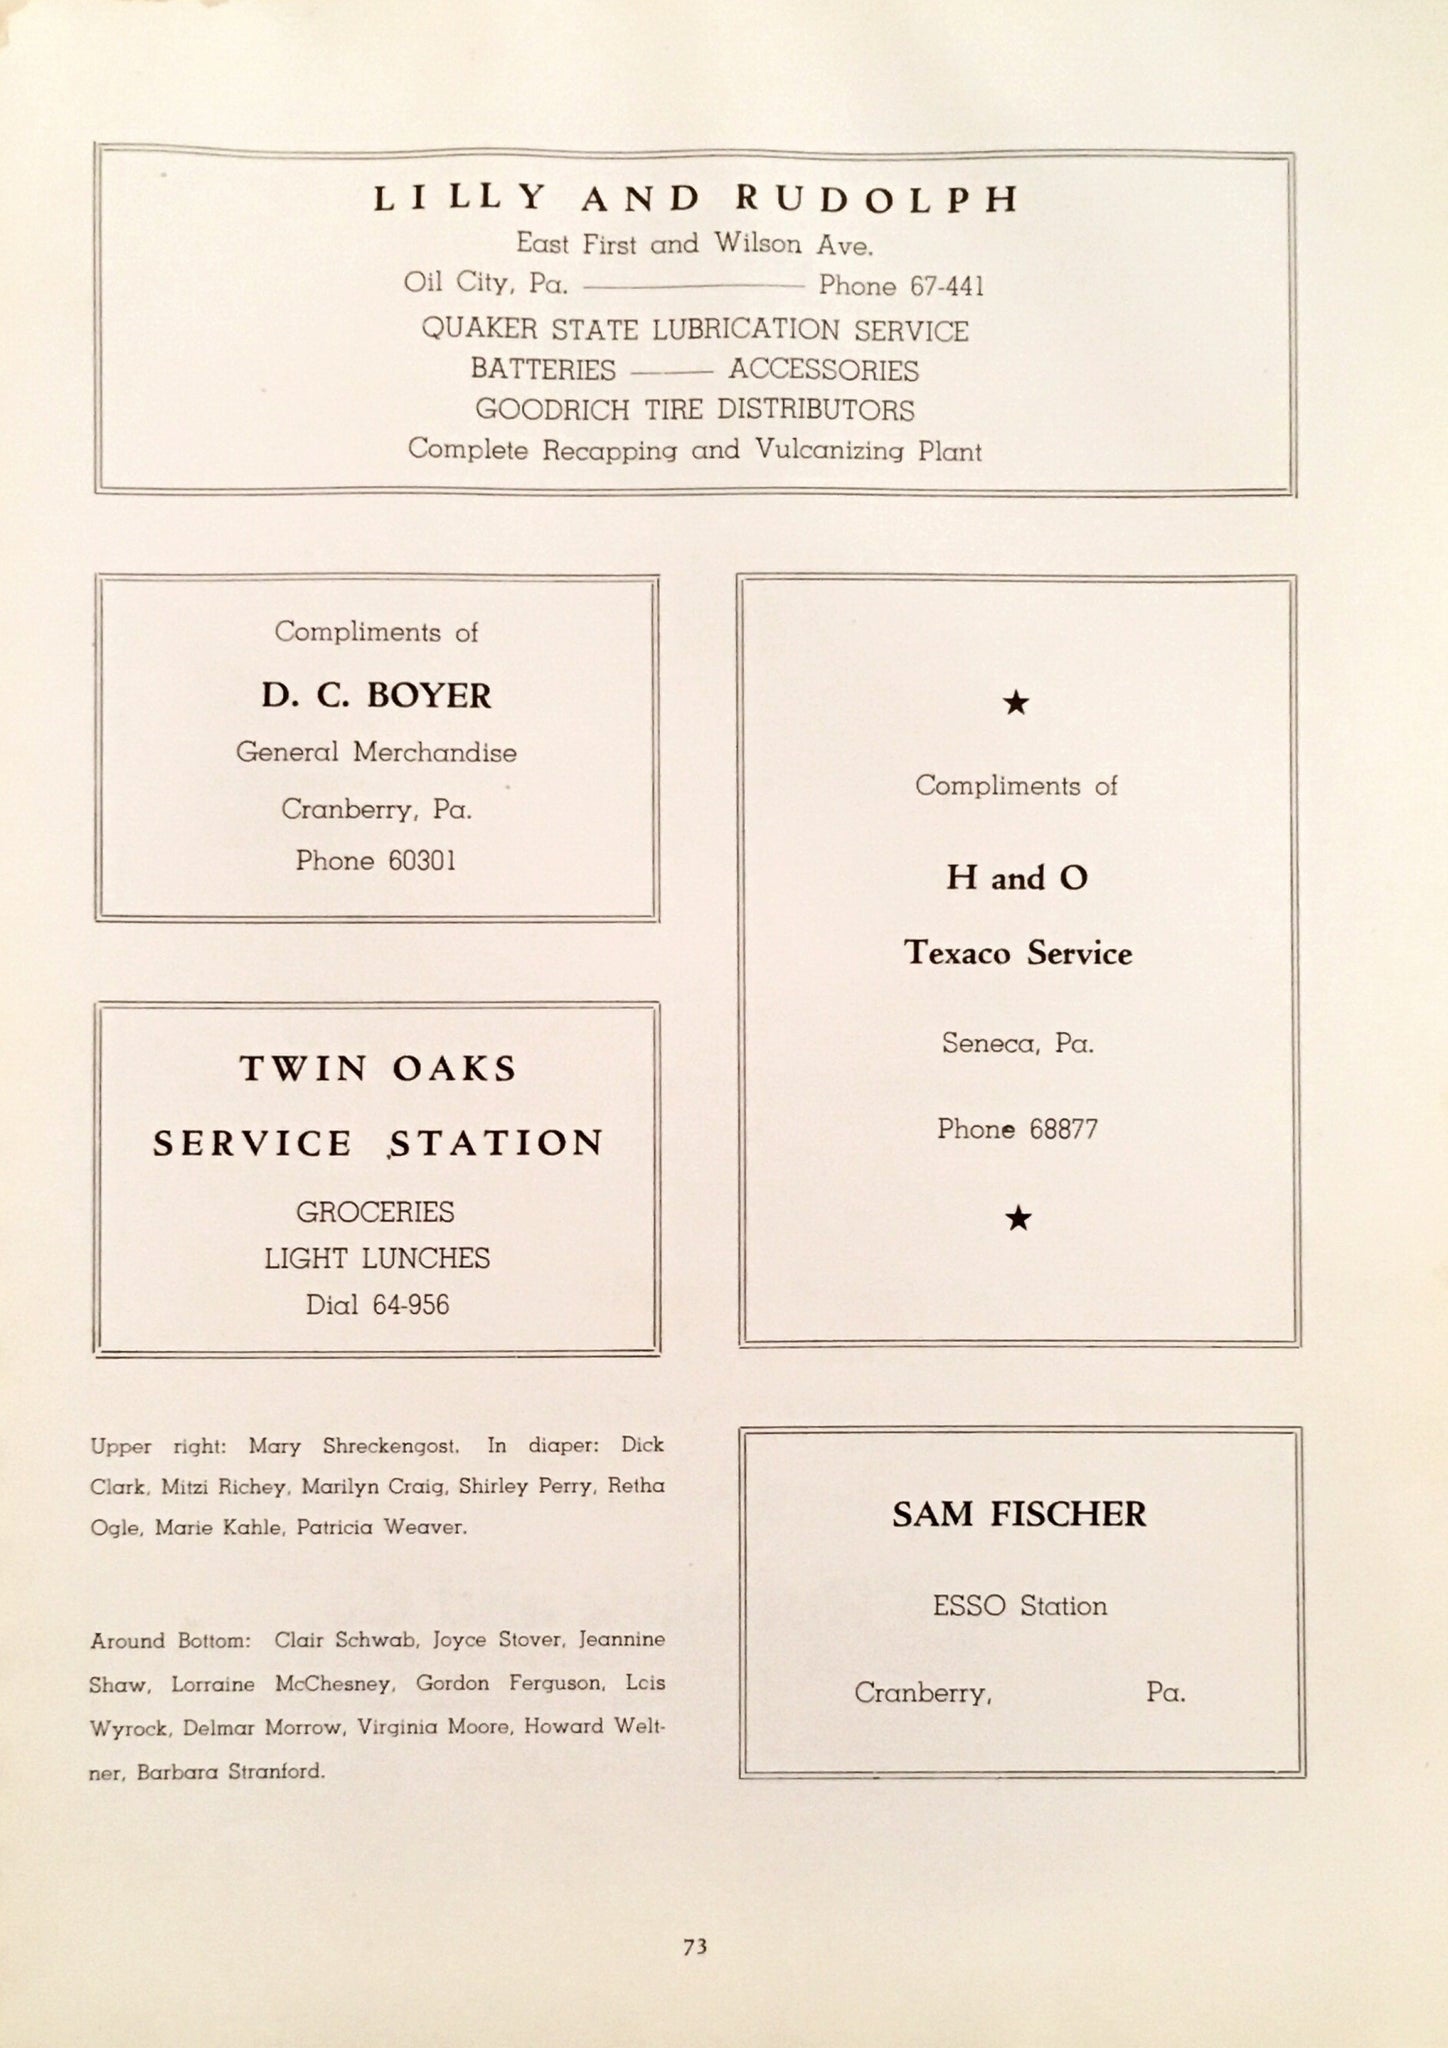 LILLY AND RUDOLPH
East First and Wilson Ave.
Oil City, Pa. ——— Phone 67-441
QUAKER STATE LUBRICATION SERVICE
BATTERIES —— ACCESSORIES
GOODRICH TIRE DISTRIBUTORS
Complete Recapping and Vulcanizing Plant
Compliments of
D. C. BOYER
General Merchandise
Cranberry, Pa.
Phone 60301
TWIN OAKS
SERVICE STATION
GROCERIES
LIGHT LUNCHES
Dial 64-956
★
Compliments of
H and O
Texaco Service
Seneca, Pa.
Phone 68877
★
Upper right: Mary Shreckengost. In diaper: Dick
Clark, Mitzi Richey, Marilyn Craig, Shirley Perry, Retha
Ogle, Marie Kahle, Patricia Weaver.
Around Bottom: Clair Schwab, Joyce Stover, Jeannine
Shaw, Lorraine McChesney, Gordon Ferguson, Lcis
Wyrock, Delmar Morrow, Virginia Moore, Howard Welt-
ner, Barbara Stranford.
SAM FISCHER
ESSO Station
Cranberry, Pa.
73